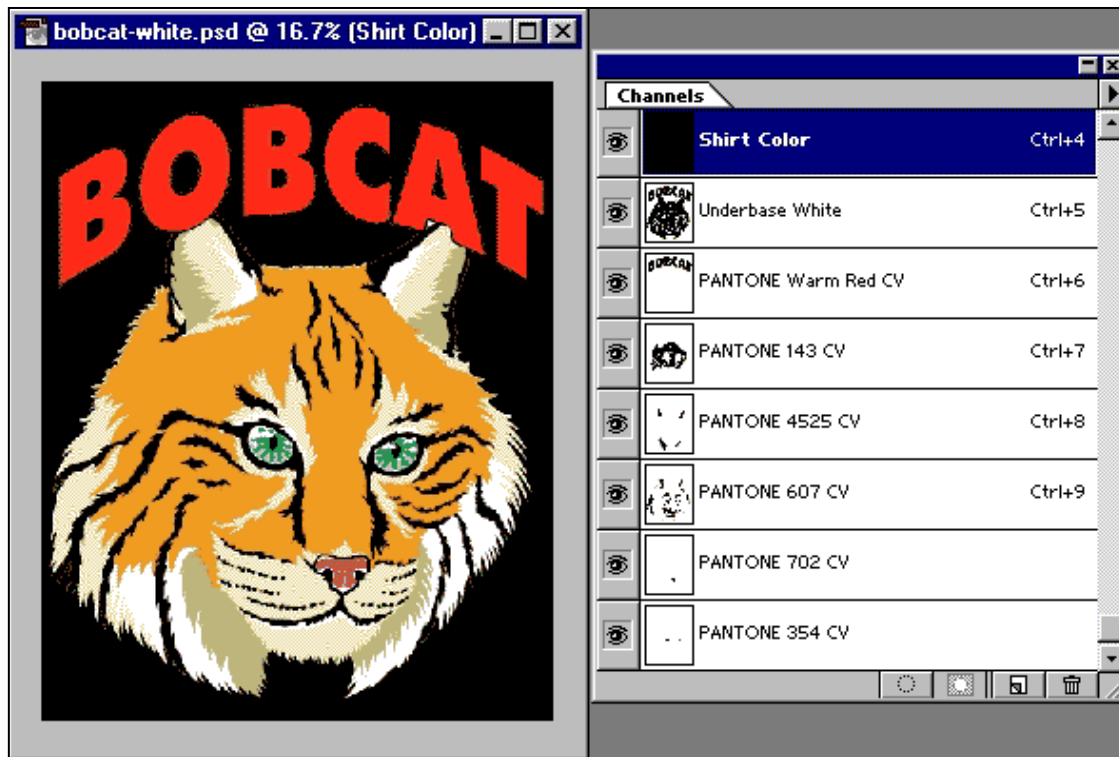 bobcat-white.psd @ 16.7% (Shirt Color)
BOBCAT
Channels
Shirt Color Ctrl+4
Underbase White Ctrl+5
PANTONE Warm Red CV Ctrl+6
PANTONE 143 CV Ctrl+7
PANTONE 4525 CV Ctrl+8
PANTONE 607 CV Ctrl+9
PANTONE 702 CV
PANTONE 354 CV